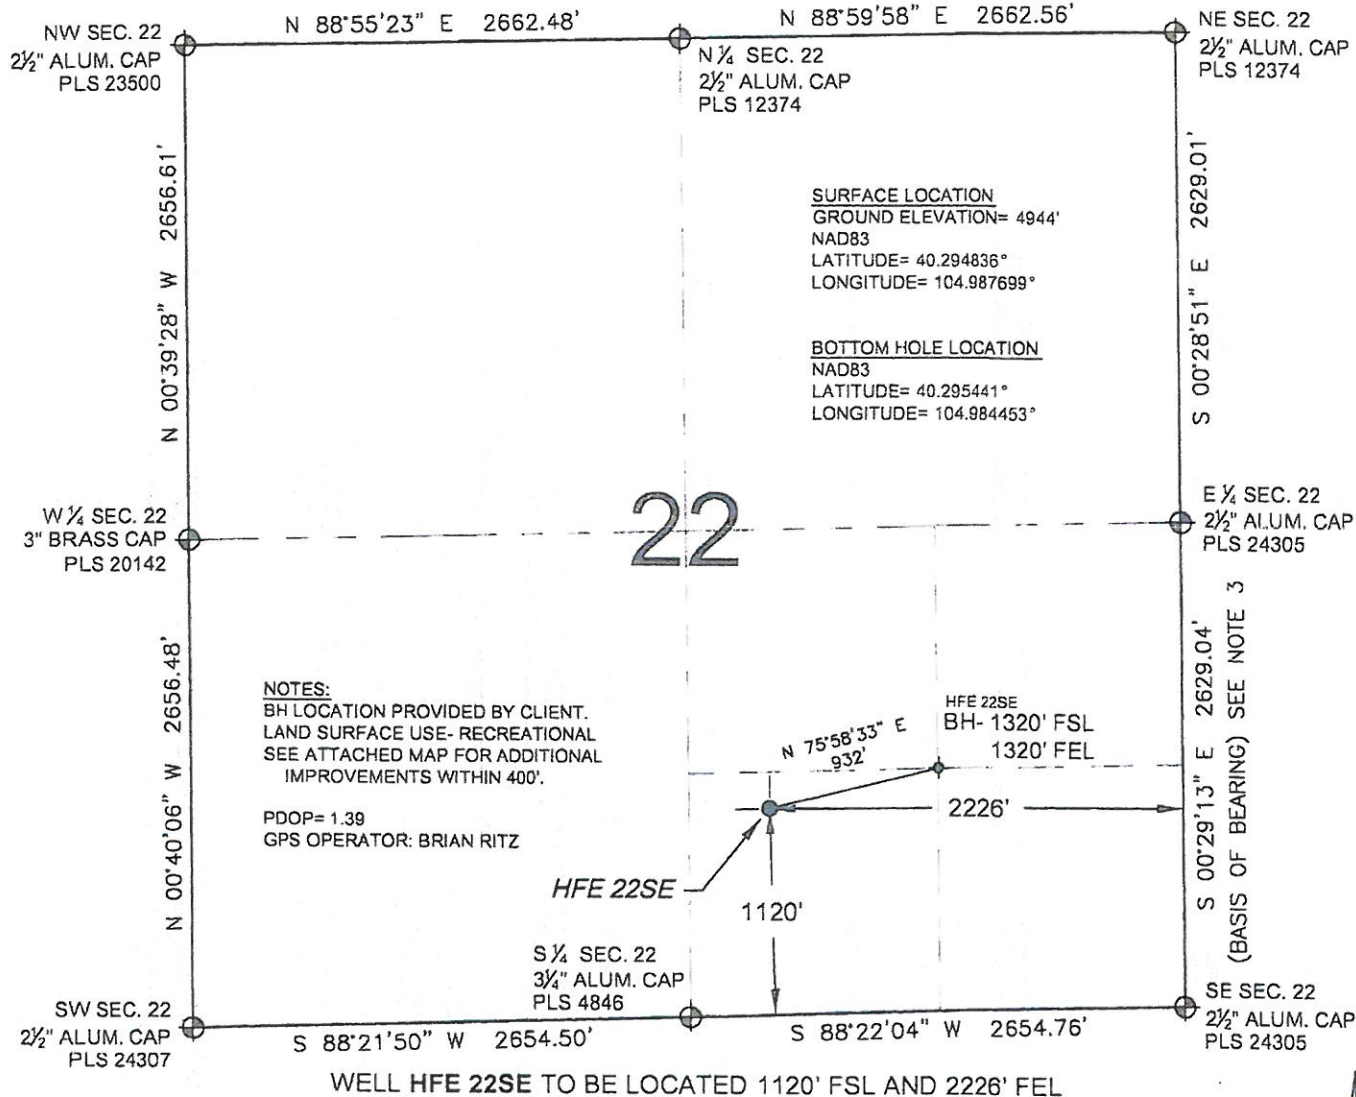 N 88°55'23" E 2662.48'
N 88°59'58" E 2662.56'
NW SEC. 22
2½" ALUM. CAP
PLS 23500
N ¼ SEC. 22
2½" ALUM. CAP
PLS 12374
NE SEC. 22
2½" ALUM. CAP
PLS 12374
N 00°39'28" W 2656.61'
S 00°28'51" E 2629.01'
SURFACE LOCATION
GROUND ELEVATION= 4944'
NAD83
LATITUDE= 40.294836°
LONGITUDE= 104.987699°
BOTTOM HOLE LOCATION
NAD83
LATITUDE= 40.295441°
LONGITUDE= 104.984453°
W ¼ SEC. 22
3" BRASS CAP
PLS 20142
22
E ¼ SEC. 22
2½" ALUM. CAP
PLS 24305
N 00°40'06" W 2656.48'
NOTES:
BH LOCATION PROVIDED BY CLIENT.
LAND SURFACE USE- RECREATIONAL
SEE ATTACHED MAP FOR ADDITIONAL
IMPROVEMENTS WITHIN 400'.
PDOP= 1.39
GPS OPERATOR: BRIAN RITZ
HFE 22SE
BH- 1320' FSL
1320' FEL
N 75°58'33" E
932'
2226'
S 00°29'13" E 2629.04'
(BASIS OF BEARING) SEE NOTE 3
HFE 22SE
1120'
S ¼ SEC. 22
3¼" ALUM. CAP
PLS 4846
SW SEC. 22
2½" ALUM. CAP
PLS 24307
S 88°21'50" W 2654.50'
S 88°22'04" W 2654.76'
SE SEC. 22
2½" ALUM. CAP
PLS 24305
WELL HFE 22SE TO BE LOCATED 1120' FSL AND 2226' FEL